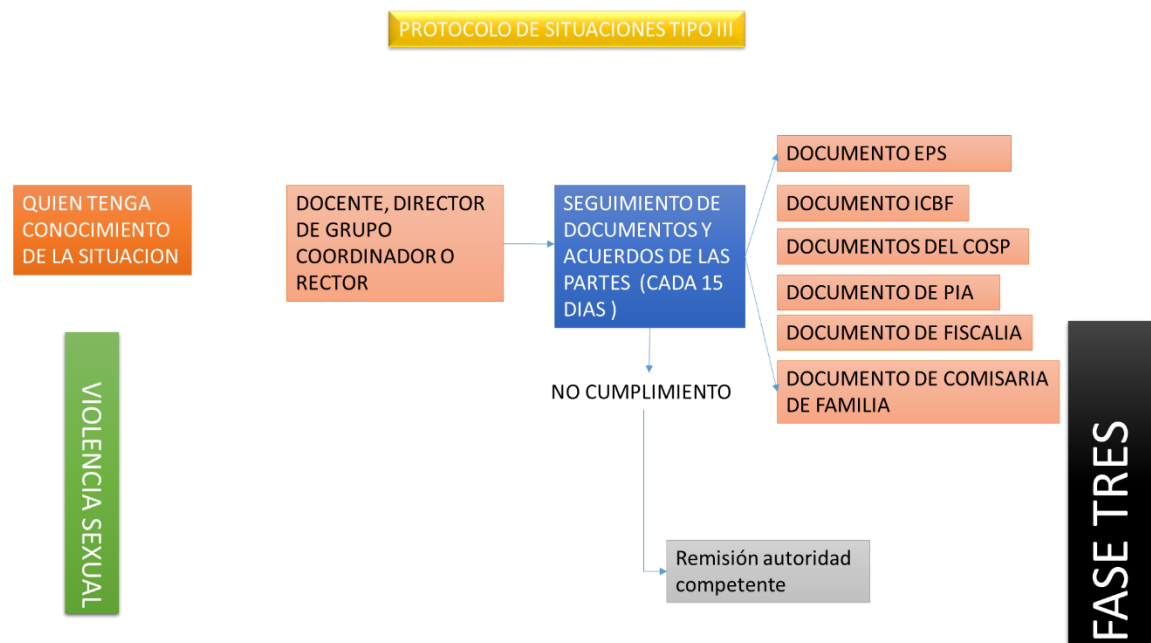 PROTOCOLO DE SITUACIONES TIPO III
QUIEN TENGA
CONOCIMIENTO
DE LA SITUACION
DOCENTE, DIRECTOR
DE GRUPO
COORDINADOR O
RECTOR
SEGUIMIENTO DE
DOCUMENTOS Y
ACUERDOS DE LAS
PARTES (CADA 15
DIAS )
DOCUMENTO EPS
DOCUMENTO ICBF
DOCUMENTOS DEL COSP
DOCUMENTO DE PIA
DOCUMENTO DE FISCALIA
DOCUMENTO DE COMISARIA
DE FAMILIA
NO CUMPLIMIENTO
Remisión autoridad
competente
VIOLENCIA SEXUAL
FASE TRES